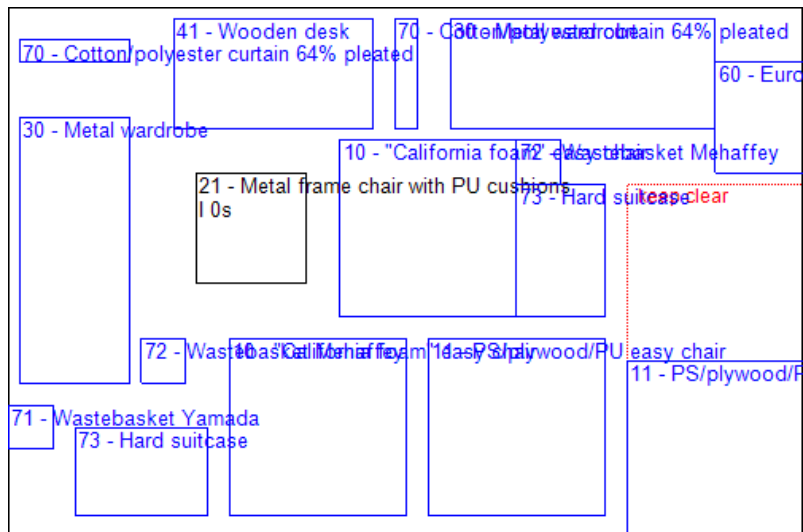 41 - Wooden desk
70 - Cotton/polyester curtain 64% pleated
30 - Metal wardrobe
70 - Cotton/polyester curtain 64% pleated
60 - Euro
30 - Metal wardrobe
10 - "California foam" easy chair
72 - Wastebasket Mehaffey
21 - Metal frame chair with PU cushions
I 0s
73 - Hard suitcase
keep clear
72 - Wastebasket Mehaffey
10 - "California foam" easy chair
11 - PS/plywood/PU easy chair
11 - PS/plywood/P
71 - Wastebasket Yamada
73 - Hard suitcase